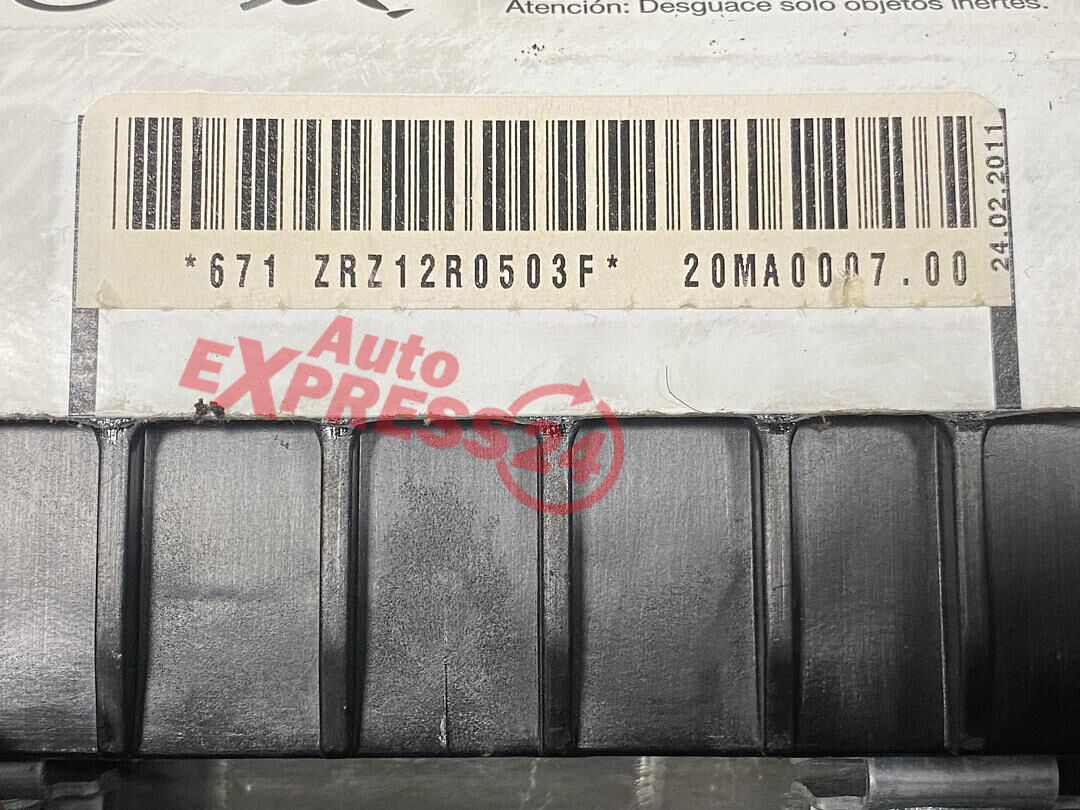 Atención: Desguace solo objetos inertes.
*671 ZRZ12R0503F* 20MA0007.00
24.02.2011
Auto
EXPRESS24